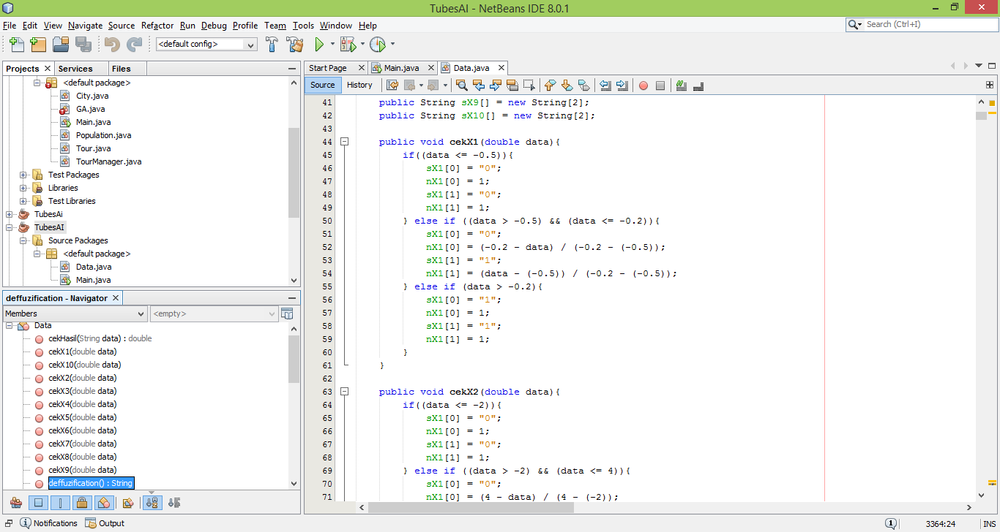 TubesAI - NetBeans IDE 8.0.1
File Edit View Navigate Source Refactor Run Debug Profile Team Tools Window Help
Search (Ctrl+I)
<default config>
Projects Services Files
<default package>
City.java
GA.java
Main.java
Population.java
Tour.java
TourManager.java
Test Packages
Libraries
Test Libraries
TubesAi
TubesAI
Source Packages
<default package>
Data.java
Main.java
deffuzification - Navigator
Members <empty>
Data
cekHasil(String data) : double
cekX1(double data)
cekX10(double data)
cekX2(double data)
cekX3(double data)
cekX4(double data)
cekX5(double data)
cekX6(double data)
cekX7(double data)
cekX8(double data)
cekX9(double data)
deffuzification() : String
Start Page Main.java Data.java
Source History
41 public String sX9[] = new String[2];
42 public String sX10[] = new String[2];
43
44 public void cekX1(double data){
45 if((data <= -0.5)){
46 sX1[0] = "0";
47 nX1[0] = 1;
48 sX1[1] = "0";
49 nX1[1] = 1;
50 } else if ((data > -0.5) && (data <= -0.2)){
51 sX1[0] = "0";
52 nX1[0] = (-0.2 - data) / (-0.2 - (-0.5));
53 sX1[1] = "1";
54 nX1[1] = (data - (-0.5)) / (-0.2 - (-0.5));
55 } else if (data > -0.2){
56 sX1[0] = "1";
57 nX1[0] = 1;
58 sX1[1] = "1";
59 nX1[1] = 1;
60 }
61 }
62
63 public void cekX2(double data){
64 if((data <= -2)){
65 sX1[0] = "0";
66 nX1[0] = 1;
67 sX1[1] = "0";
68 nX1[1] = 1;
69 } else if ((data > -2) && (data <= 4)){
70 sX1[0] = "0";
71 nX1[0] = (4 - data) / (4 - (-2));
Notifications Output
1 3364:24 INS